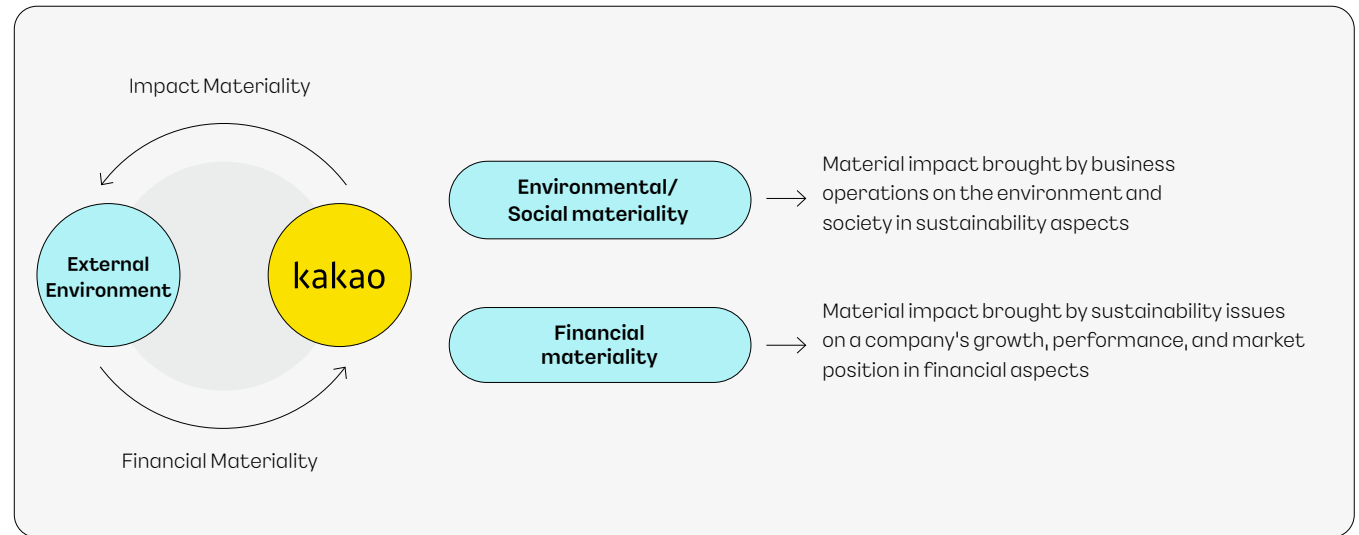 Impact Materiality
External
Environment
kakao
Financial Materiality
Environmental/
Social materiality
Material impact brought by business
operations on the environment and
society in sustainability aspects
Financial
materiality
Material impact brought by sustainability issues
on a company's growth, performance, and market
position in financial aspects